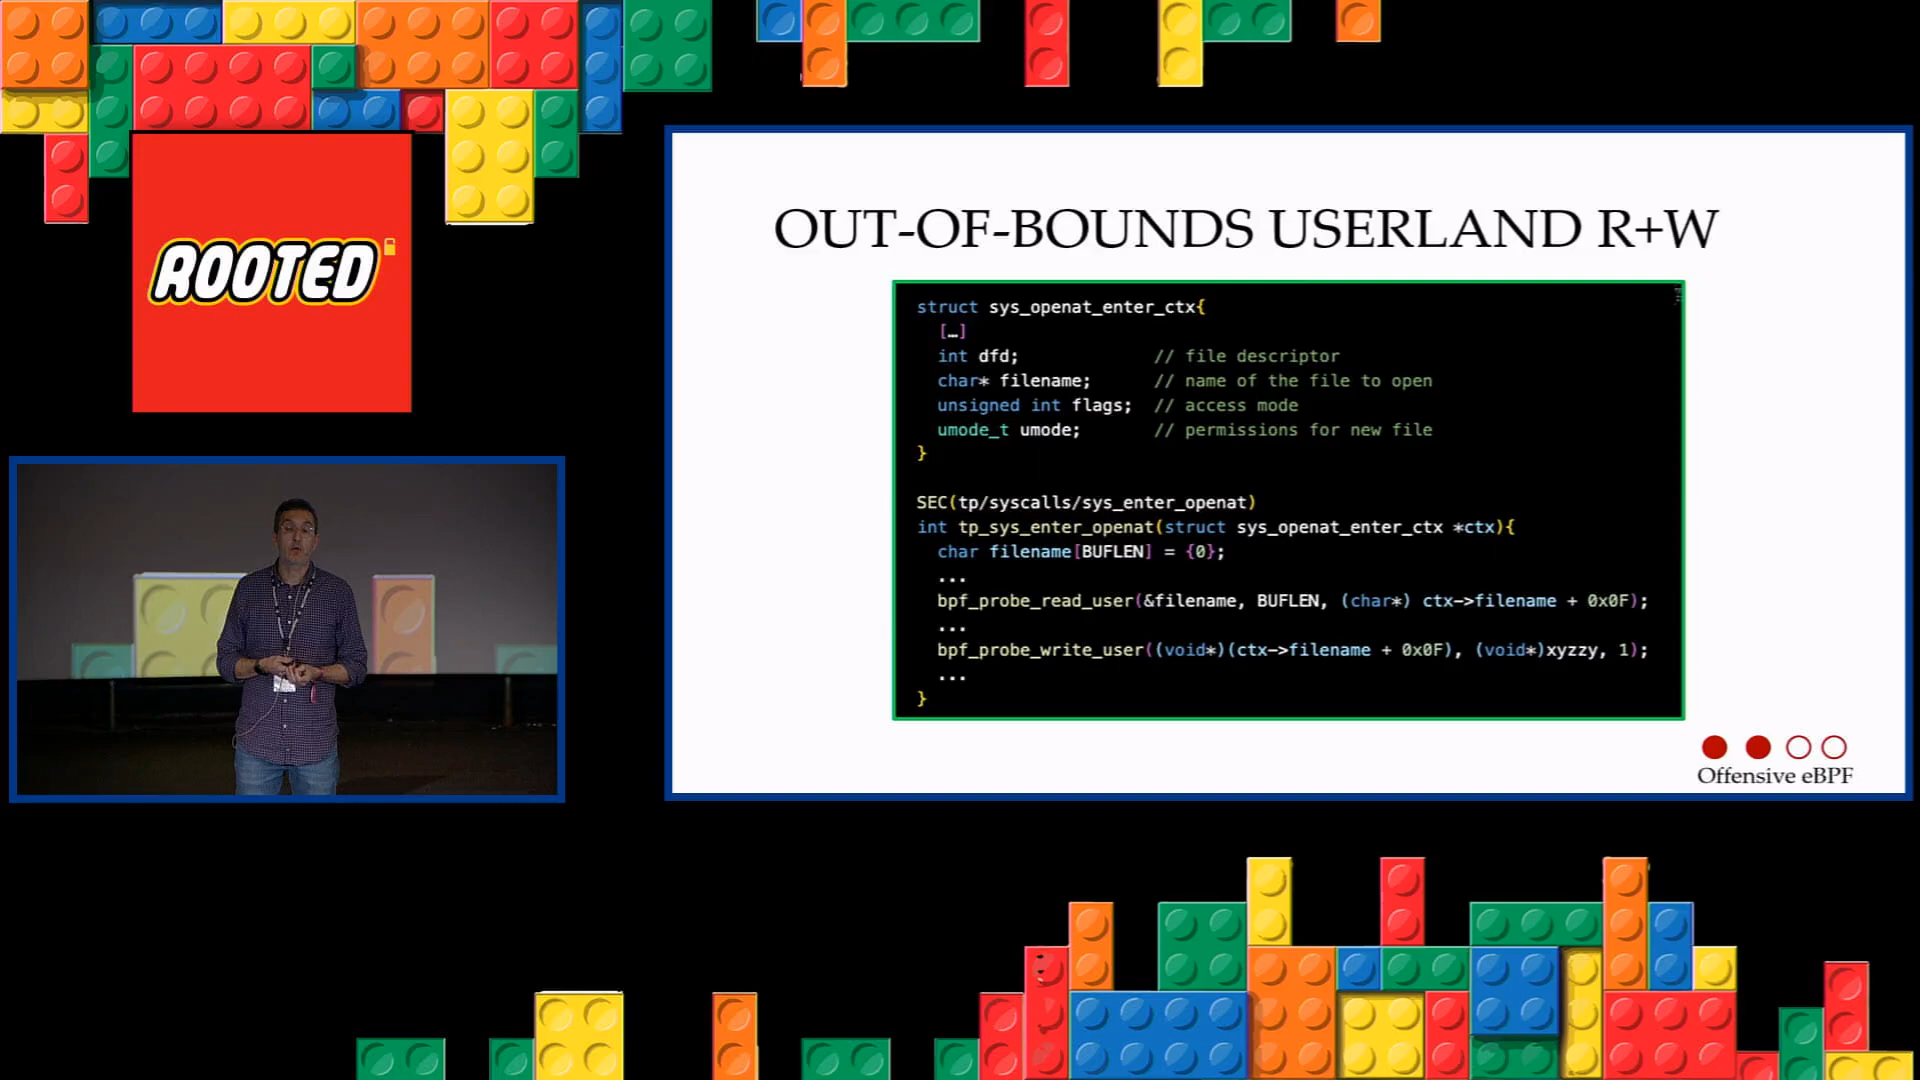 ROOTED
OUT-OF-BOUNDS USERLAND R+W
struct sys_openat_enter_ctx{
[…]
int dfd; // file descriptor
char* filename; // name of the file to open
unsigned int flags; // access mode
umode_t umode; // permissions for new file
}
SEC(tp/syscalls/sys_enter_openat)
int tp_sys_enter_openat(struct sys_openat_enter_ctx *ctx){
char filename[BUFLEN] = {0};
...
bpf_probe_read_user(&filename, BUFLEN, (char*) ctx->filename + 0x0F);
...
bpf_probe_write_user((void*)(ctx->filename + 0x0F), (void*)xyzzy, 1);
...
}
Offensive eBPF